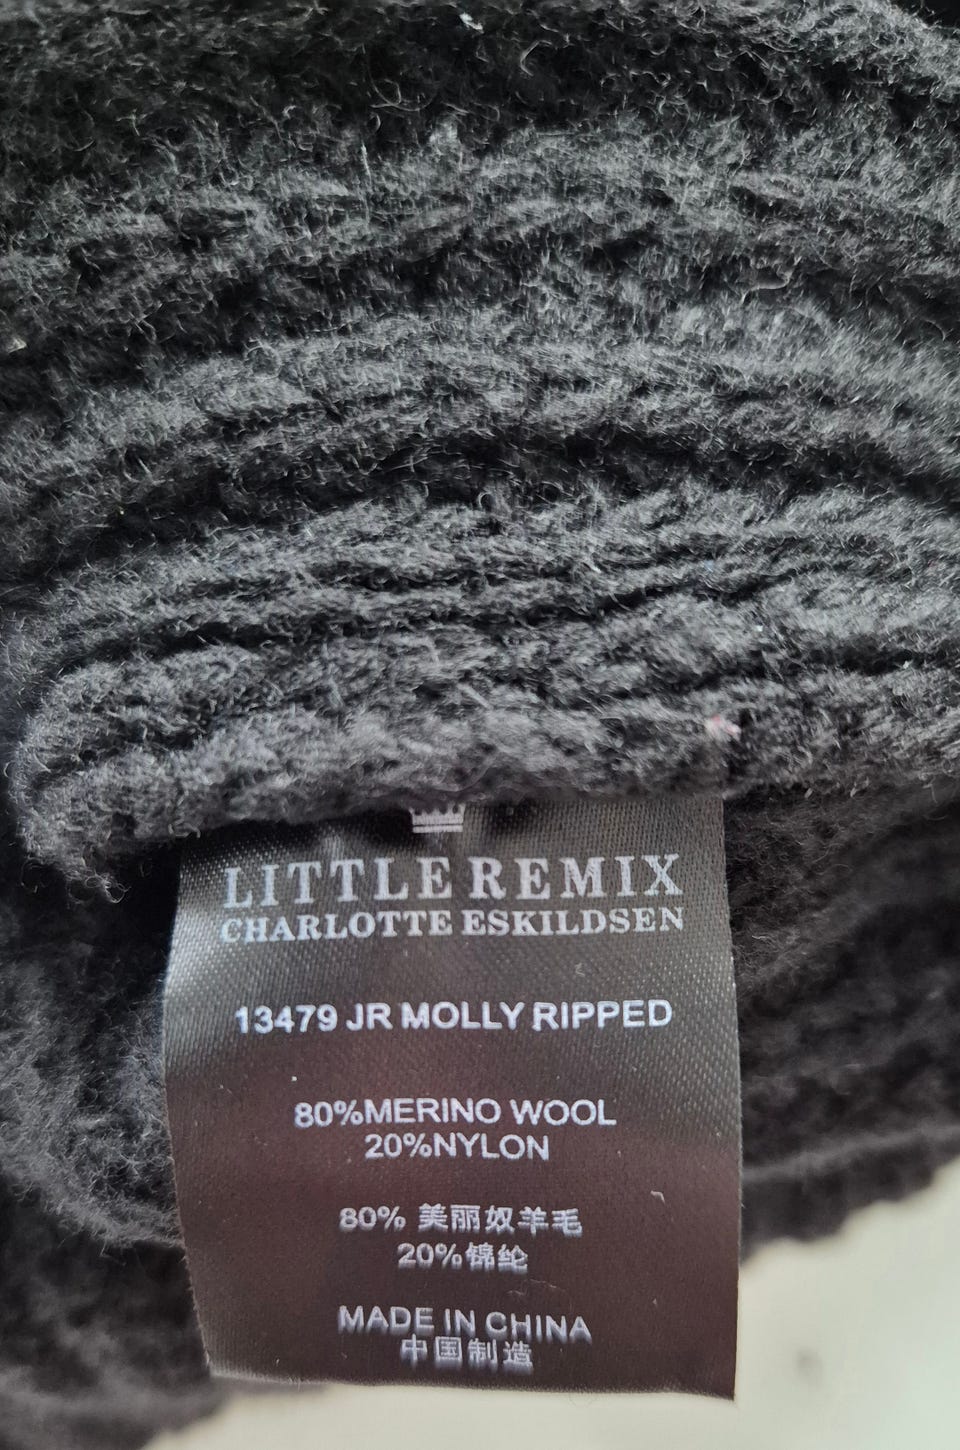 LITTLE REMIX
CHARLOTTE ESKILDSEN
13479 JR MOLLY RIPPED
80%MERINO WOOL
20%NYLON
80% 美丽奴羊毛
20%锦纶
MADE IN CHINA
中国制造